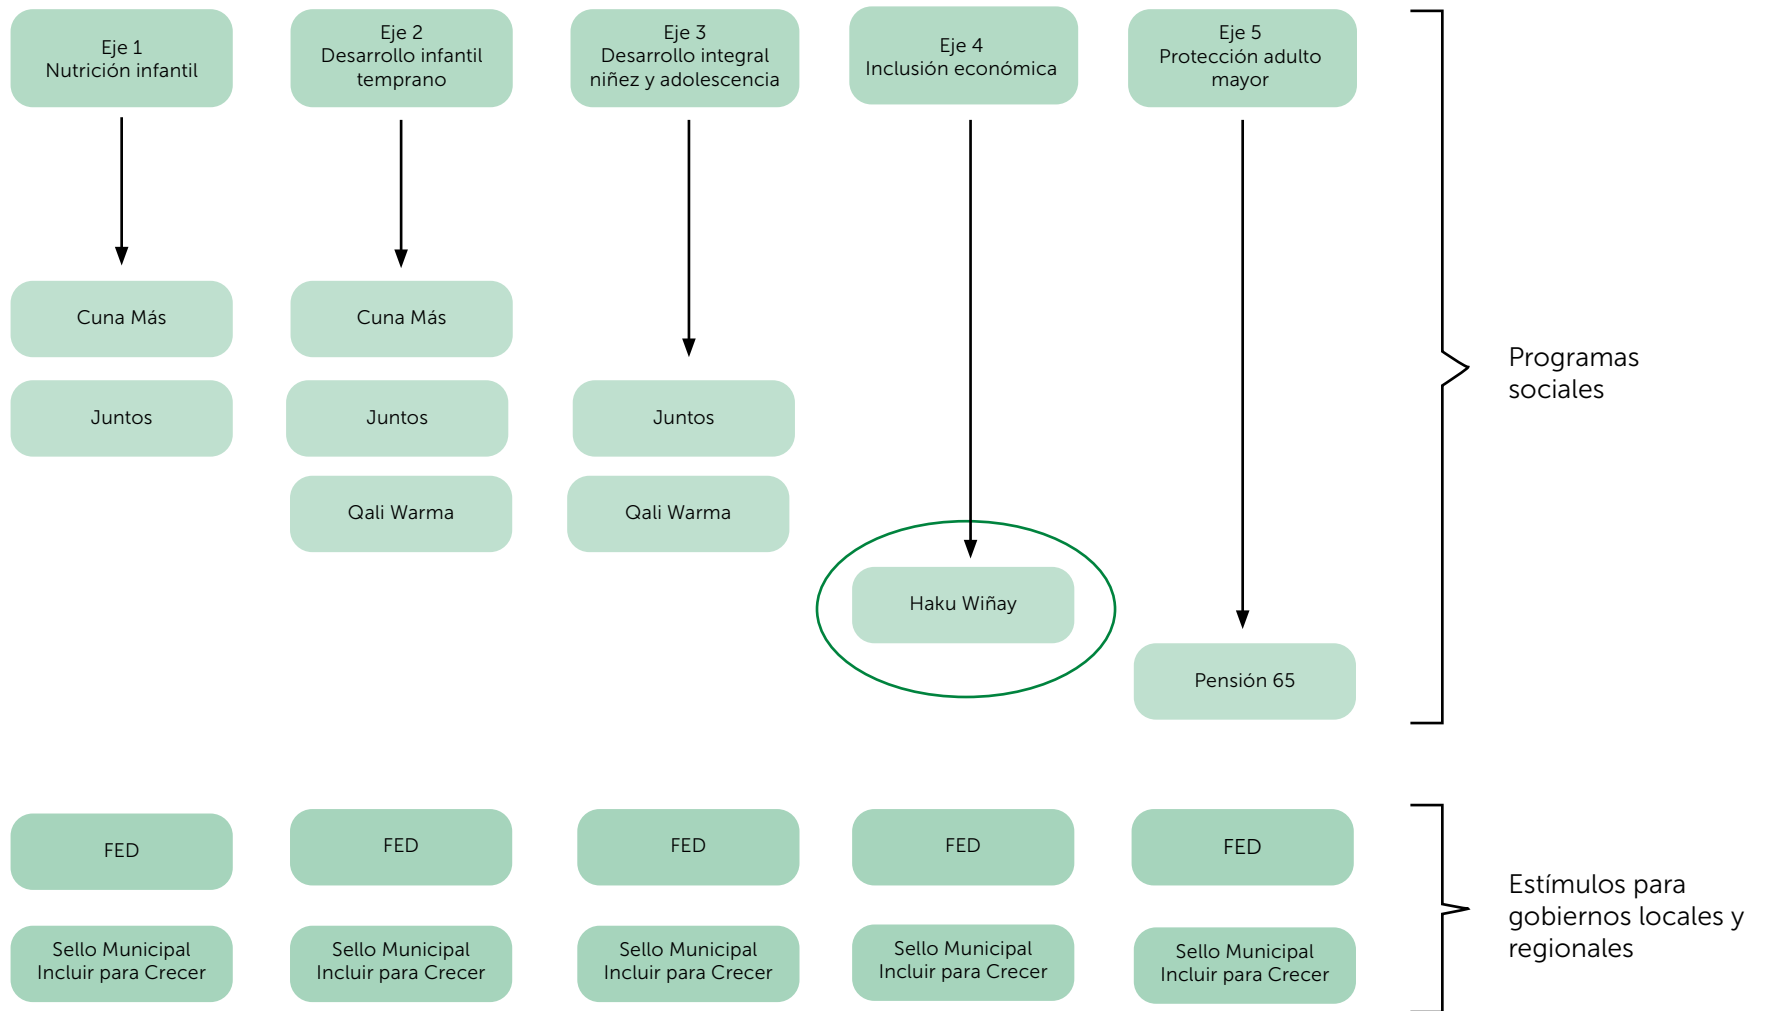 Eje 1
Nutrición infantil
Eje 2
Desarrollo infantil
temprano
Eje 3
Desarrollo integral
niñez y adolescencia
Eje 4
Inclusión económica
Eje 5
Protección adulto
mayor
Cuna Más
Cuna Más
Juntos
Juntos
Juntos
Qali Warma
Qali Warma
Haku Wiñay
Pensión 65
Programas
sociales
FED
FED
FED
FED
FED
Sello Municipal
Incluir para Crecer
Sello Municipal
Incluir para Crecer
Sello Municipal
Incluir para Crecer
Sello Municipal
Incluir para Crecer
Sello Municipal
Incluir para Crecer
Estímulos para
gobiernos locales y
regionales